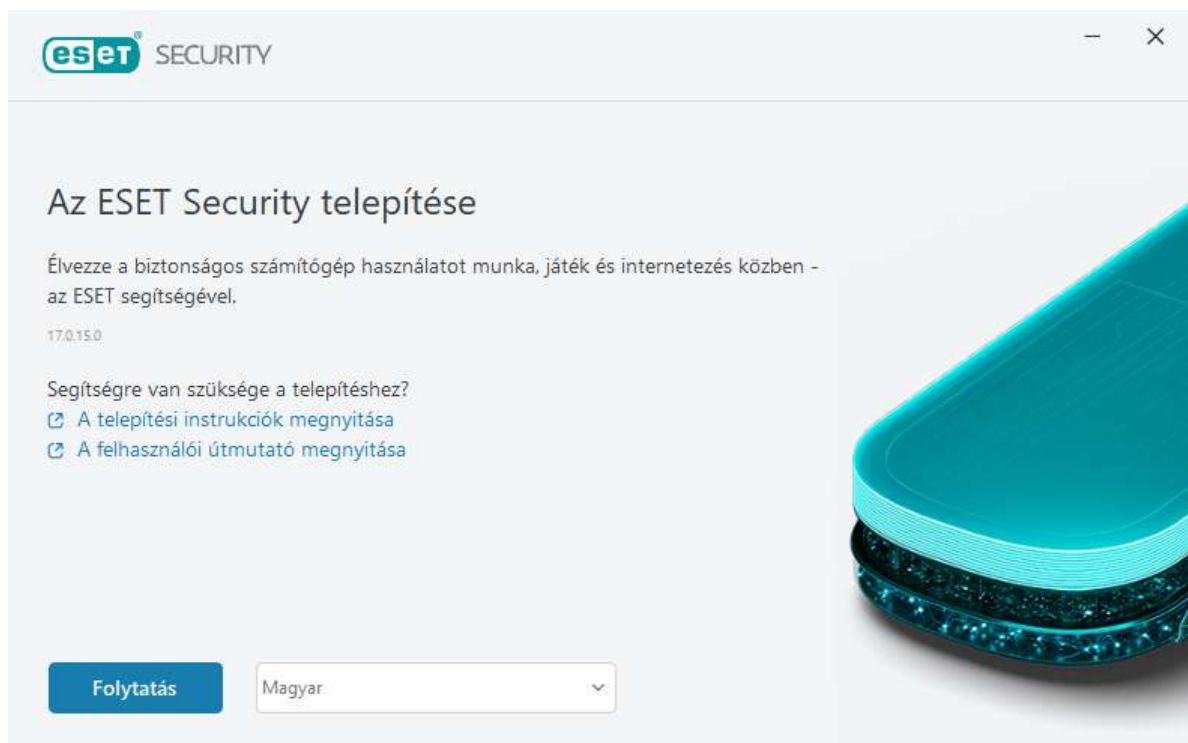 eseT® SECURITY
Az ESET Security telepítése
Élvezze a biztonságos számítógép használatot munka, játék és internetezés közben -
az ESET segítségével.
17.0.15.0
Segítségre van szüksége a telepítéshez?
A telepítési instrukciók megnyitása
A felhasználói útmutató megnyitása
Folytatás
Magyar